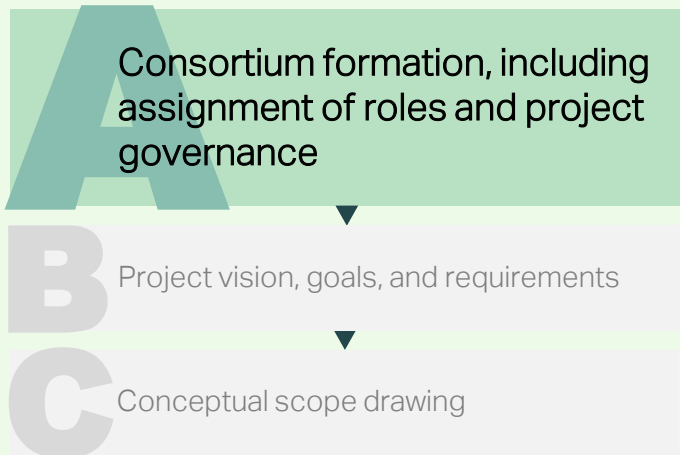 A
Consortium formation, including
assignment of roles and project
governance
B
Project vision, goals, and requirements
C
Conceptual scope drawing